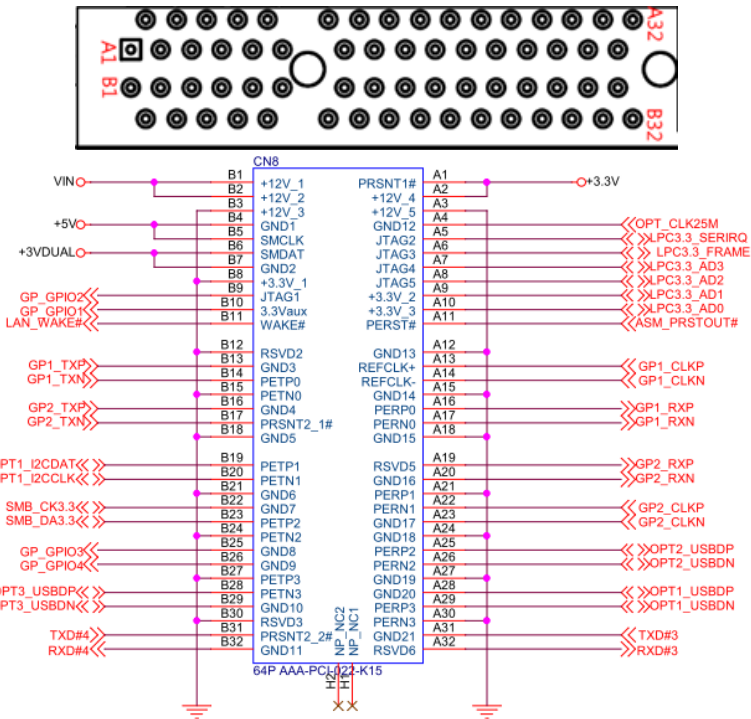 A32
A1
B1
B32
CN8
VIN B1 +12V_1 PRSNT1# A1 +3.3V
B2 +12V_2 +12V_4 A2
B3 +12V_3 +12V_5 A3
+5V B4 GND1 GND12 A4 OPT_CLK25M
B5 SMCLK JTAG2 A5 LPC3.3_SERIRQ
+3VDUAL B6 SMDAT JTAG3 A6 LPC3.3_FRAME
B7 GND2 JTAG4 A7 LPC3.3_AD3
B8 +3.3V_1 JTAG5 A8 LPC3.3_AD2
GP_GPIO2 B9 JTAG1 +3.3V_2 A9 LPC3.3_AD1
GP_GPIO1 B10 3.3Vaux +3.3V_3 A10 LPC3.3_AD0
LAN_WAKE# B11 WAKE# PERST# A11 ASM_PRSTOUT#
B12 RSVD2 GND13 A12
GP1_TXP B13 GND3 REFCLK+ A13 GP1_CLKP
GP1_TXN B14 PETP0 REFCLK- A14 GP1_CLKN
B15 PETN0 GND14 A15
GP2_TXP B16 GND4 PERP0 A16 GP1_RXP
GP2_TXN B17 PRSNT2_1# PERN0 A17 GP1_RXN
B18 GND5 GND15 A18
PT1_I2CDAT B19 PETP1 RSVD5 A19 GP2_RXP
PT1_I2CCLK B20 PETN1 GND16 A20 GP2_RXN
B21 GND6 PERP1 A21
SMB_CK3.3 B22 GND7 PERN1 A22 GP2_CLKP
SMB_DA3.3 B23 PETP2 GND17 A23 GP2_CLKN
B24 PETN2 GND18 A24
GP_GPIO3 B25 GND8 PERP2 A25 OPT2_USBDP
GP_GPIO4 B26 GND9 PERN2 A26 OPT2_USBDN
B27 PETP3 GND19 A27
PT3_USBDP B28 PETN3 GND20 A28 OPT1_USBDP
PT3_USBDN B29 GND10 PERP3 A29 OPT1_USBDN
B30 RSVD3 PERN3 A30
TXD#4 B31 PRSNT2_2# GND21 A31 TXD#3
RXD#4 B32 GND11 RSVD6 A32 RXD#3
NP_NC2
NP_NC1
64P AAA-PCI-022-K15
H2
H1